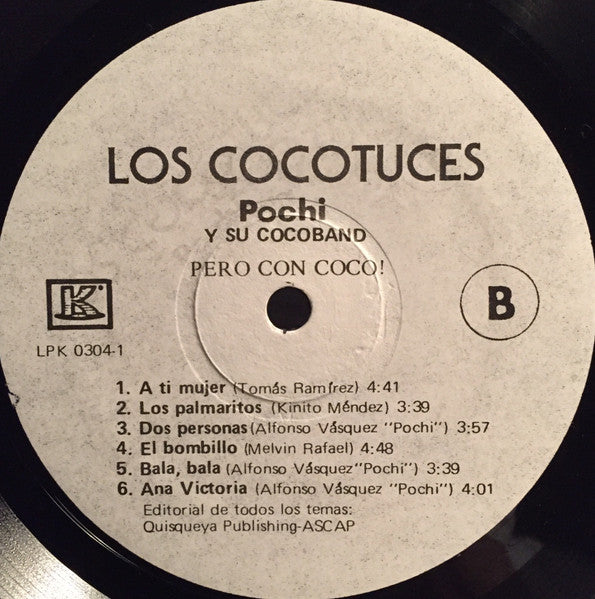 LOS COCOTUCES
Pochi
Y SU COCOBAND
PERO CON COCO!
K
B
LPK 0304-1
1. A ti mujer (Tomás Ramírez) 4:41
2. Los palmaritos (Kinito Méndez) 3:39
3. Dos personas (Alfonso Vásquez "Pochi") 3:57
4. El bombillo (Melvin Rafael) 4:48
5. Bala, bala (Alfonso Vásquez "Pochi") 3:39
6. Ana Victoria (Alfonso Vásquez "Pochi") 4:01
Editorial de todos los temas:
Quisqueya Publishing-ASCAP